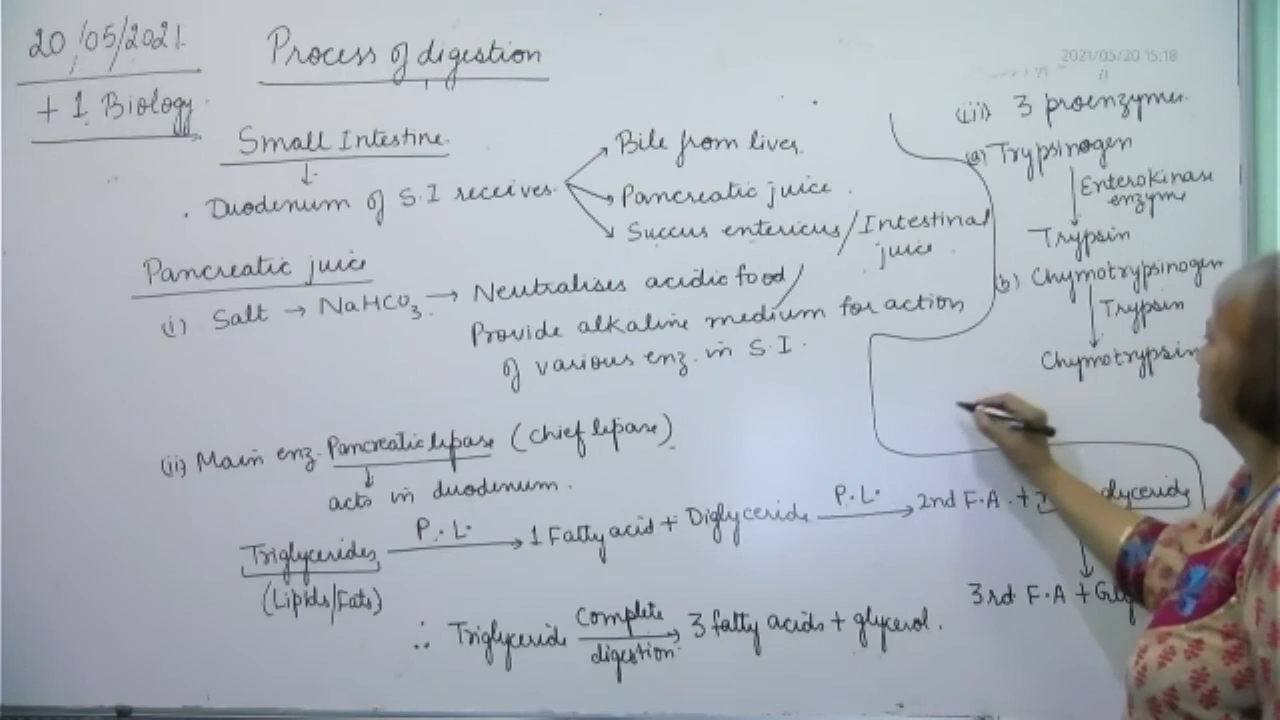 20/05/2021.
+ 1 Biology
Process of digestion
2021/05/20 15:18
Small Intestine
↓
Duodenum of S.I receives
Bile from liver
Pancreatic juice.
Succus entericus / Intestinal juice.
Pancreatic juice
(i) Salt → NaHCO3 → Neutralises acidic food /
Provide alkaline medium for action
of various enz. in S.I.
(ii) Main enz. Pancreatic lipase (chief lipase).
↓
acts in duodenum.
Triglycerides P.L. → 1 Fatty acid + Diglyceride P.L. → 2nd F.A. + glyceride
(Lipids/Fats)
↓
3rd F.A +
∴ Triglyceride Complete digestion → 3 fatty acids + glycerol.
(iii) 3 proenzymes.
(a) Trypsinogen
↓ Enterokinase
enzyme
Trypsin
(b) Chymotrypsinogen
↓ Trypsin
Chymotrypsin